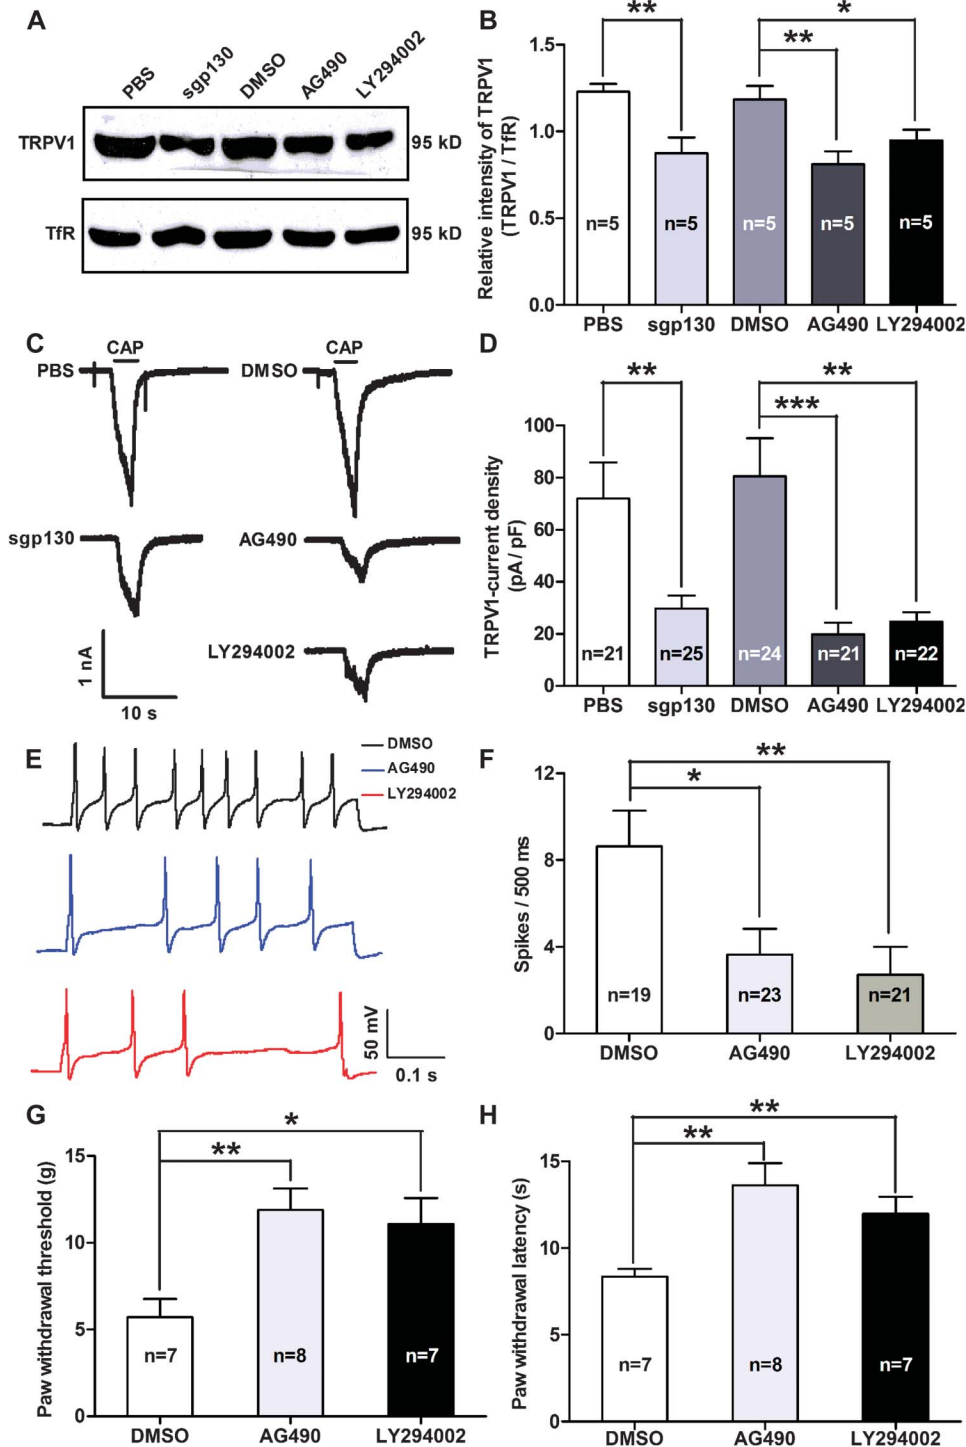 A
PBS
sgp130
DMSO
AG490
LY294002
TRPV1
95 kD
TfR
95 kD
B
**
*
**
Relative intensity of TRPV1
(TRPV1 / TfR)
1.5
1.0
0.5
0.0
n=5
n=5
n=5
n=5
n=5
PBS
sgp130
DMSO
AG490
LY294002
C
CAP
PBS
CAP
DMSO
sgp130
AG490
LY294002
1 nA
10 s
D
**
**
***
TRPV1-current density
(pA / pF)
100
80
60
40
20
0
n=21
n=25
n=24
n=21
n=22
PBS
sgp130
DMSO
AG490
LY294002
E
DMSO
AG490
LY294002
50 mV
0.1 s
F
**
*
Spikes / 500 ms
12
8
4
0
n=19
n=23
n=21
DMSO
AG490
LY294002
G
*
**
Paw withdrawal threshold (g)
15
10
5
0
n=7
n=8
n=7
DMSO
AG490
LY294002
H
**
**
Paw withdrawal latency (s)
15
10
5
0
n=7
n=8
n=7
DMSO
AG490
LY294002